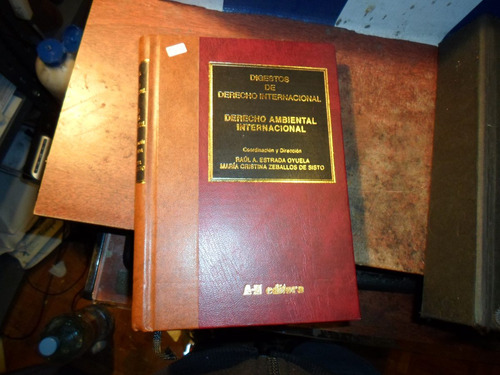 DIGESTOS
DE
DERECHO INTERNACIONAL
DERECHO AMBIENTAL
INTERNACIONAL
Coordinación y Dirección
RAÚL A. ESTRADA OYUELA
MARÍA CRISTINA ZEBALLOS DE SISTO
A-Z editora